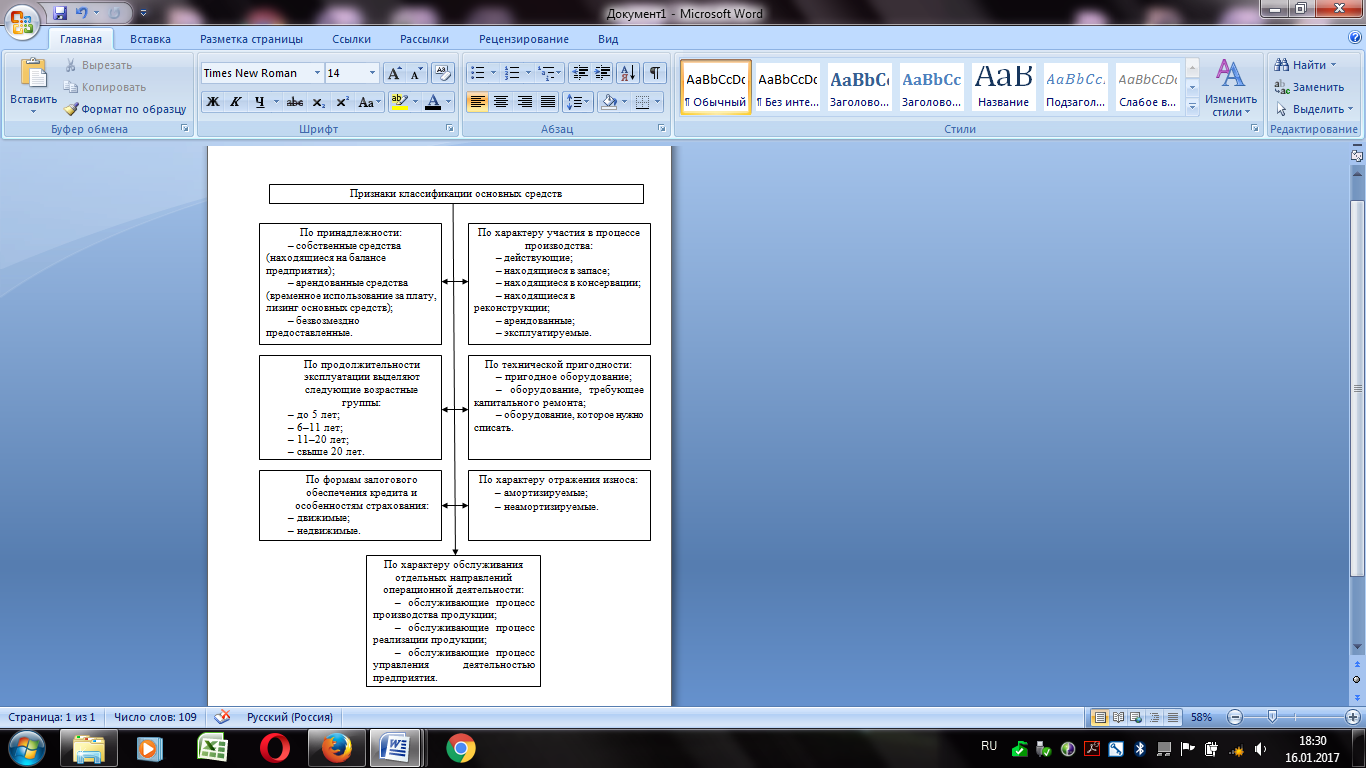 Документ1 - Microsoft Word
Главная Вставка Разметка страницы Ссылки Рассылки Рецензирование Вид
Вставить
Вырезать
Копировать
Формат по образцу
Буфер обмена
Times New Roman 14
Ж К Ч abc x₂ x² Aa ab A
Шрифт
Абзац
AaBbCcDc AaBbCcDc AaBbCc AaBbCc AaB AaBbCc. AaBbCcDc
¶ Обычный ¶ Без инте... Заголово... Заголово... Название Подзагол... Слабое в...
Изменить
стили
Стили
Найти
Заменить
Выделить
Редактирование
Признаки классификации основных средств
По принадлежности:
– собственные средства
(находящиеся на балансе
предприятия);
– арендованные средства
(временное использование за плату,
лизинг основных средств);
– безвозмездно
предоставленные.
По характеру участия в процессе
производства:
– действующие;
– находящиеся в запасе;
– находящиеся в консервации;
– находящиеся в
реконструкции;
– арендованные;
– эксплуатируемые.
По продолжительности
эксплуатации выделяют
следующие возрастные
группы:
– до 5 лет;
– 6–11 лет;
– 11–20 лет;
– свыше 20 лет.
По технической пригодности:
– пригодное оборудование;
– оборудование, требующее
капитального ремонта;
– оборудование, которое нужно
списать.
По формам залогового
обеспечения кредита и
особенностям страхования:
– движимые;
– недвижимые.
По характеру отражения износа:
– амортизируемые;
– неамортизируемые.
По характеру обслуживания
отдельных направлений
операционной деятельности:
– обслуживающие процесс
производства продукции;
– обслуживающие процесс
реализации продукции;
– обслуживающие процесс
управления деятельностью
предприятия.
Страница: 1 из 1 Число слов: 109 Русский (Россия) 58%
RU
18:30
16.01.2017